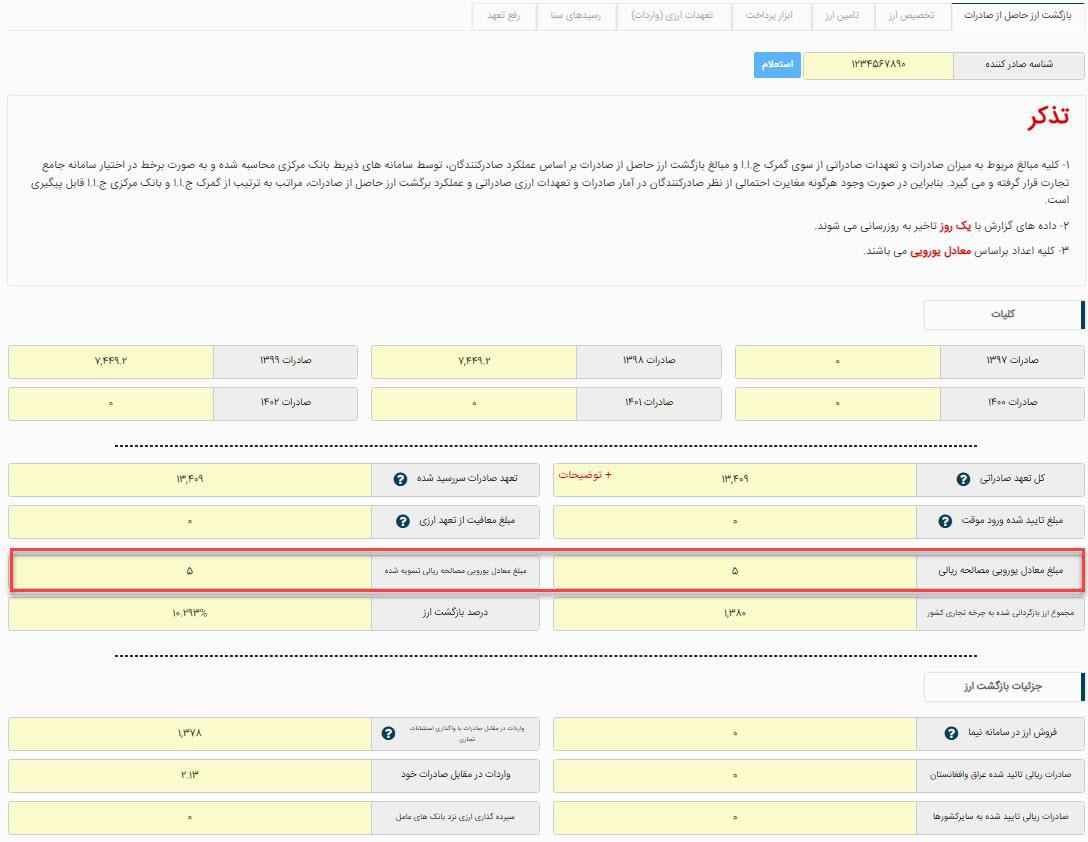 بازگشت ارز حاصل از صادرات
تخصیص ارز
تامین ارز
ابزار پرداخت
تعهدات ارزی (واردات)
رسیدهای سنا
رفع تعهد
شناسه صادر کننده
۱۲۳۴۵۶۷۸۹۰
استعلام
تذکر
۱- کلیه مبالغ مربوط به میزان صادرات و تعهدات صادراتی از سوی گمرک ج.ا.ا و مبالغ بازگشت ارز حاصل از صادرات بر اساس عملکرد صادرکنندگان، توسط سامانه های ذیربط بانک مرکزی محاسبه شده و به صورت برخط در اختیار سامانه جامع
تجارت قرار گرفته و می گیرد. بنابراین در صورت وجود هرگونه مغایرت احتمالی از نظر صادرکنندگان در آمار صادرات و تعهدات ارزی صادراتی و عملکرد برگشت ارز حاصل از صادرات، مراتب به ترتیب از گمرک ج.ا.ا و بانک مرکزی ج.ا.ا قابل پیگیری
است.
۲- داده های گزارش با یک روز تاخیر به روزرسانی می شوند.
۳- کلیه اعداد براساس معادل یورویی می باشند.
کلیات
صادرات ۱۳۹۷
۰
صادرات ۱۳۹۸
۷,۴۴۹.۲
صادرات ۱۳۹۹
۷,۴۴۹.۲
صادرات ۱۴۰۰
۰
صادرات ۱۴۰۱
۰
صادرات ۱۴۰۲
۰
کل تعهد صادراتی ?
۱۳,۴۰۹
+ توضیحات
تعهد صادرات سررسید شده ?
۱۳,۴۰۹
مبلغ تایید شده ورود موقت ?
۰
مبلغ معافیت از تعهد ارزی ?
۰
مبلغ معادل یورویی مصالحه ریالی
۵
مبلغ معادل یورویی مصالحه ریالی تسویه شده
۵
مجموع ارز بازگردانی شده به چرخه تجاری کشور
۱,۳۸۰
درصد بازگشت ارز
۱۰.۲۹۳%
جزئیات بازگشت ارز
فروش ارز در سامانه نیما ?
۰
واردات در مقابل صادرات با واگذاری استثنائات
تجاری ?
۱,۳۷۸
صادرات ریالی تائید شده عراق وافغانستان
۰
واردات در مقابل صادرات خود
۲.۱۳
صادرات ریالی تایید شده به سایرکشورها
۰
سپرده گذاری ارزی نزد بانک های عامل
۰